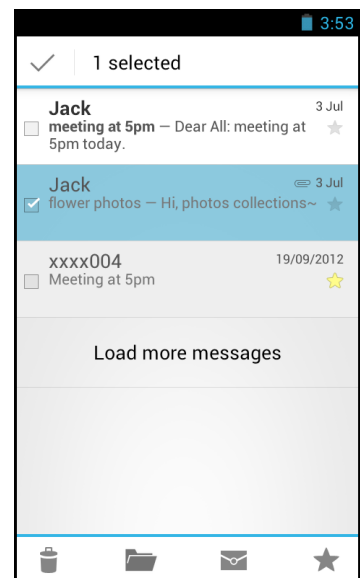 3:53
1 selected
Jack 3 Jul
meeting at 5pm — Dear All: meeting at
5pm today.
Jack 3 Jul
flower photos — Hi, photos collections~
xxxx004 19/09/2012
Meeting at 5pm
Load more messages